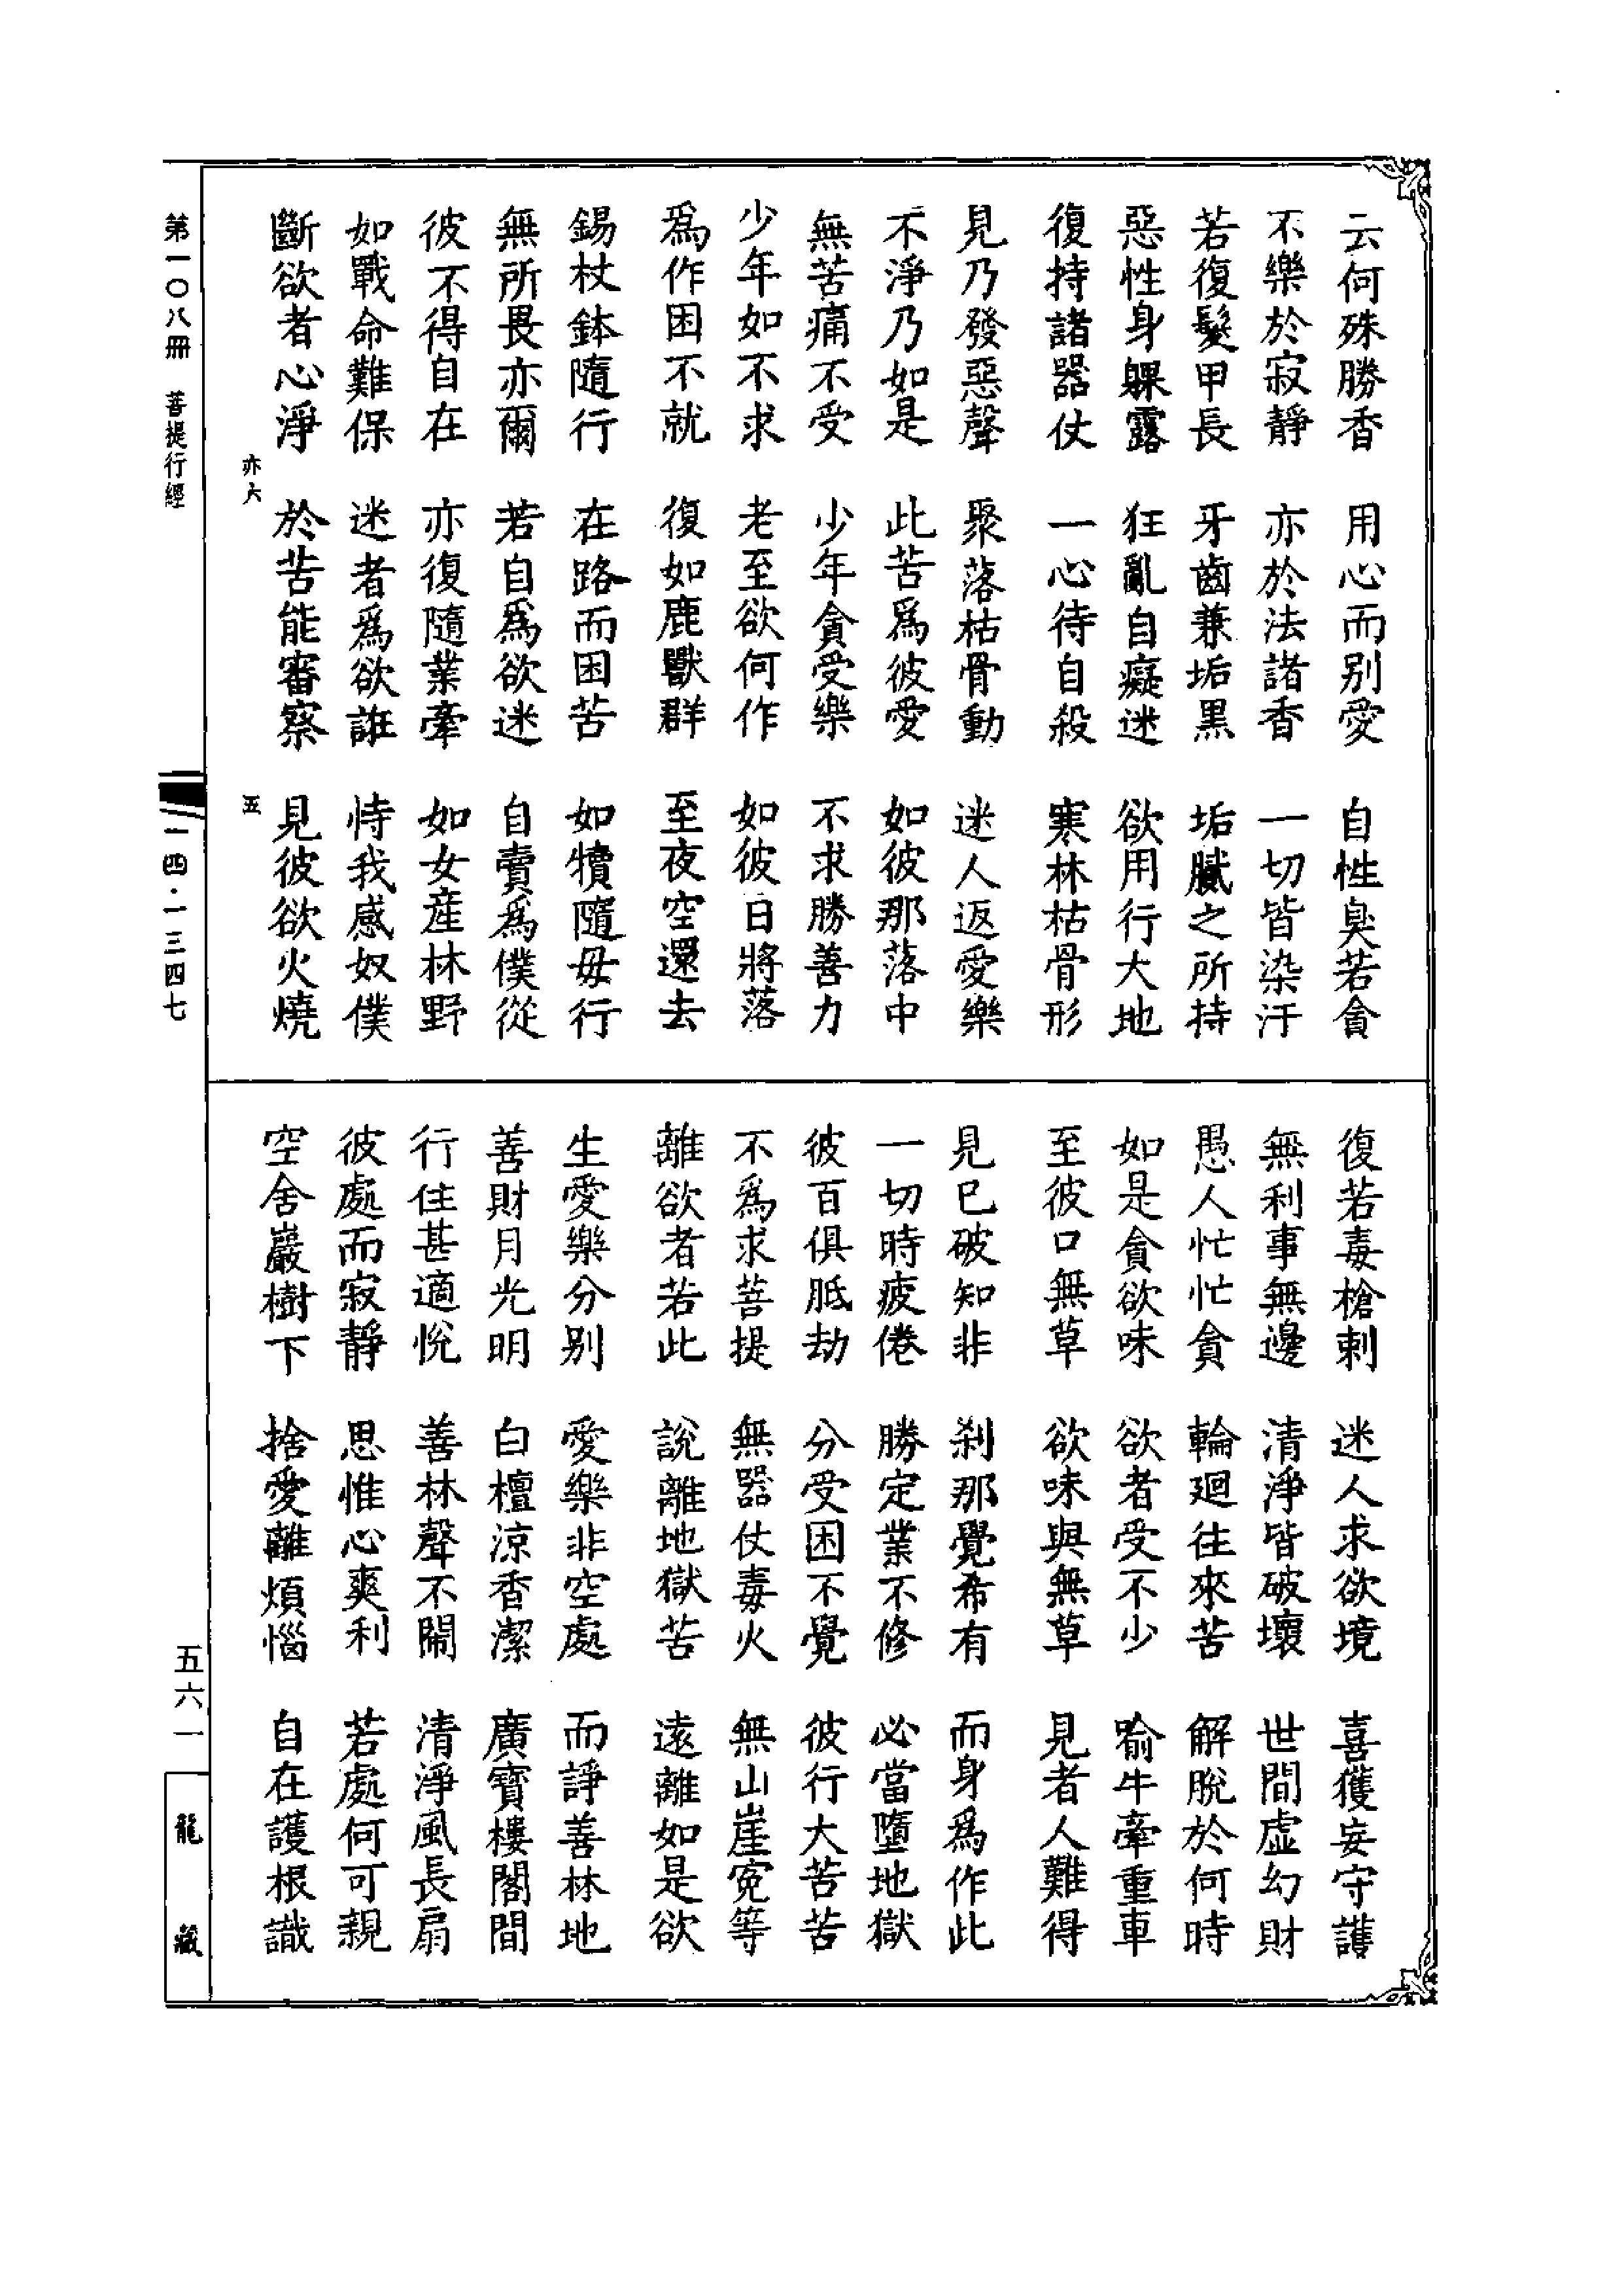 云何殊勝香　用心而別愛　自性臭若貪
不樂於寂靜　亦於法諸香　一切皆染汗
若復髮甲長　牙齒兼垢黑　垢膩之所持
惡性身躶露　狂亂自癡迷　欲用行大地
復持諸器仗　一心待自殺　寒林枯骨形
見乃發惡聲　聚落枯骨動　迷人返愛樂
不淨乃如是　此苦爲彼愛　如彼那落中
無苦痛不受　少年貪受樂　不求勝善力
少年如不求　老至欲何作　如彼日將落
爲作困不就　復如鹿獸群　至夜空還去
錫杖鉢隨行　在路而困苦　如犢隨母行
無所畏亦爾　若自爲欲迷　自賣爲僕從
彼不得自在　亦復隨業牽　如女產林野
如戰命難保　迷者爲欲誑　恃我感奴僕
斷欲者心淨　於苦能審察　見彼欲火燒
亦六　五
復若毒槍刺　迷人求欲境　喜獲妄守護
無利事無邊　清淨皆破壞　世間虛幻財
愚人忙忙貪　輪迴往來苦　解脫於何時
如是貪欲味　欲者受不少　喻牛牽重車
至彼口無草　欲味與無草　見者人難得
見已破知非　刹那覺希有　而身爲作此
一切時疲倦　勝定業不修　必當墮地獄
彼百俱胝劫　分受困不覺　彼行大苦苦
不爲求菩提　無器仗毒火　無山崖寃等
離欲者若此　說離地獄苦　遠離如是欲
生愛樂分別　愛樂非空處　而諍善林地
善財月光明　白檀涼香潔　廣寶樓閣間
行住甚適悅　善林聲不鬧　清淨風長扇
彼處而寂靜　思惟心爽利　若處何可親
空舍巖樹下　捨愛離煩惱　自在護根識
第一〇八冊　菩提行經
一四·一三四七
五六一
龍藏